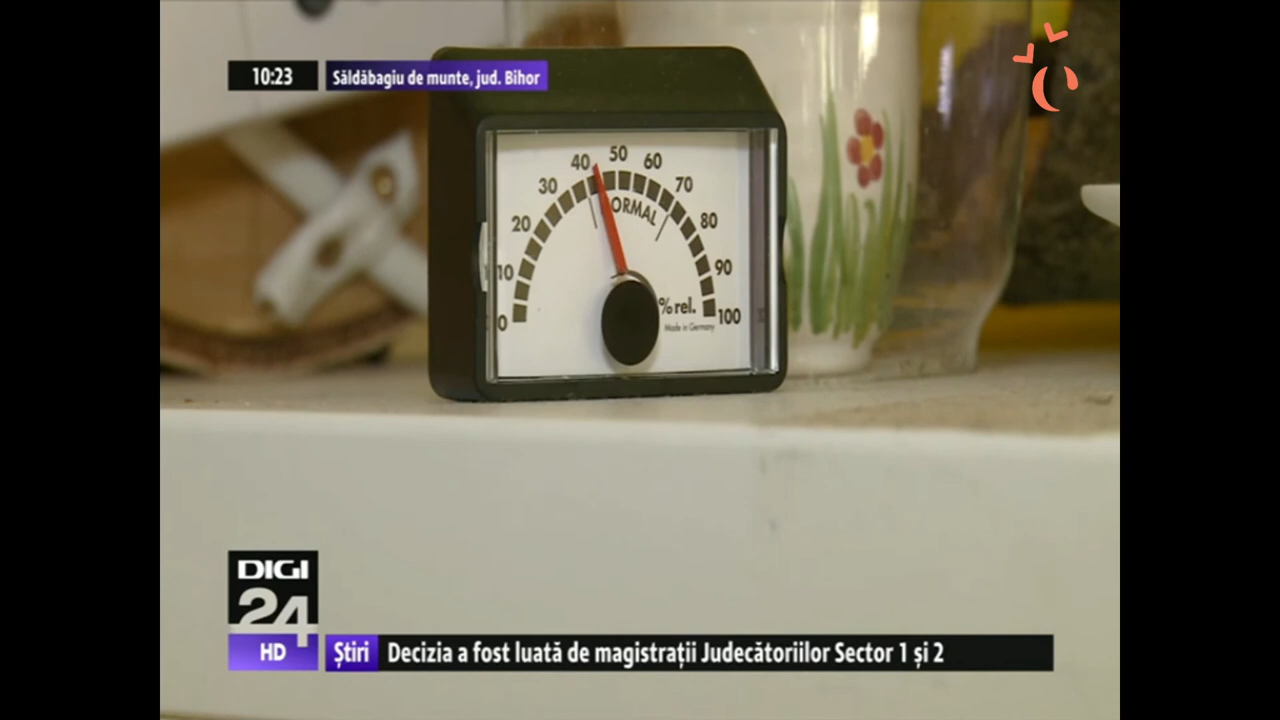 10:23
Săldăbagiu de munte, jud. Bihor
0
10
20
30
40
50
60
70
80
90
100
NORMAL
% rel.
Made in Germany
DIGI
24
HD
Știri
Decizia a fost luată de magistrații Judecătoriilor Sector 1 și 2